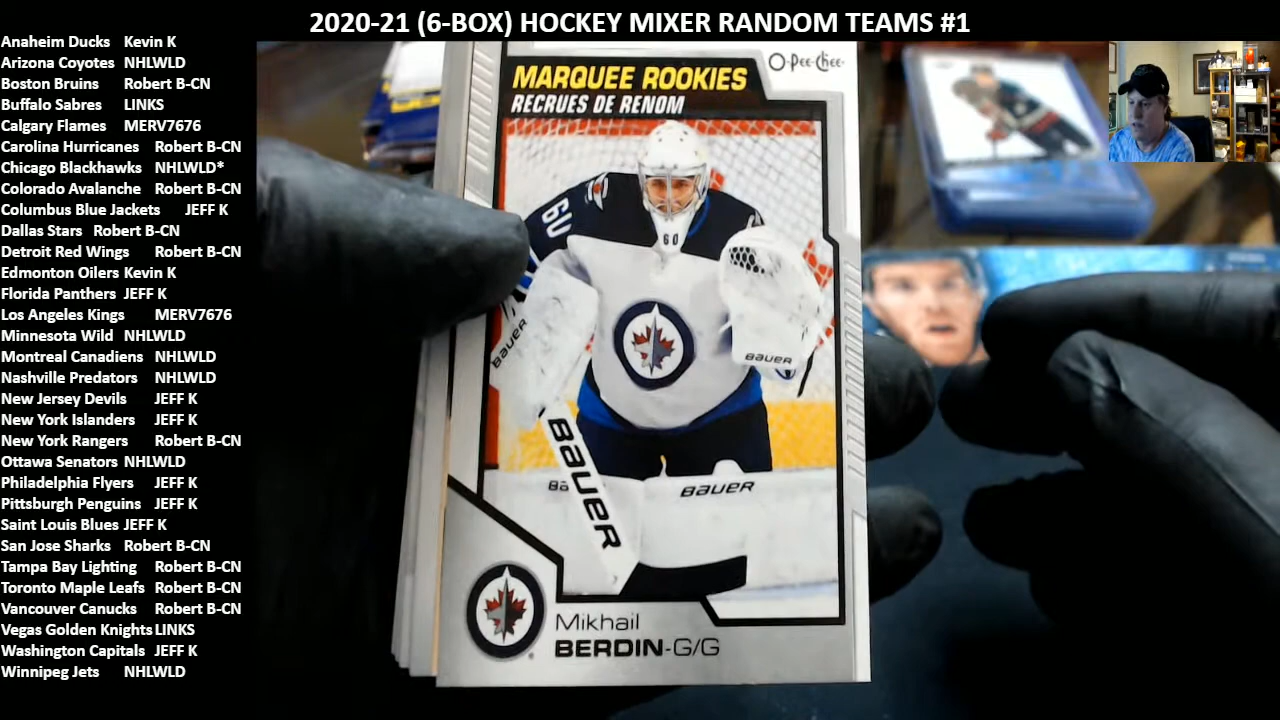 2020-21 (6-BOX) HOCKEY MIXER RANDOM TEAMS #1
Anaheim Ducks Kevin K
Arizona Coyotes NHLWLD
Boston Bruins Robert B-CN
Buffalo Sabres LINKS
Calgary Flames MERV7676
Carolina Hurricanes Robert B-CN
Chicago Blackhawks NHLWLD*
Colorado Avalanche Robert B-CN
Columbus Blue Jackets JEFF K
Dallas Stars Robert B-CN
Detroit Red Wings Robert B-CN
Edmonton Oilers Kevin K
Florida Panthers JEFF K
Los Angeles Kings MERV7676
Minnesota Wild NHLWLD
Montreal Canadiens NHLWLD
Nashville Predators NHLWLD
New Jersey Devils JEFF K
New York Islanders JEFF K
New York Rangers Robert B-CN
Ottawa Senators NHLWLD
Philadelphia Flyers JEFF K
Pittsburgh Penguins JEFF K
Saint Louis Blues JEFF K
San Jose Sharks Robert B-CN
Tampa Bay Lighting Robert B-CN
Toronto Maple Leafs Robert B-CN
Vancouver Canucks Robert B-CN
Vegas Golden Knights LINKS
Washington Capitals JEFF K
Winnipeg Jets NHLWLD
O-Pee-Chee
MARQUEE ROOKIES
RECRUES DE RENOM
60
60
BAUER
BAUER
BAUER
BAUER
Mikhail
BERDIN-G/G